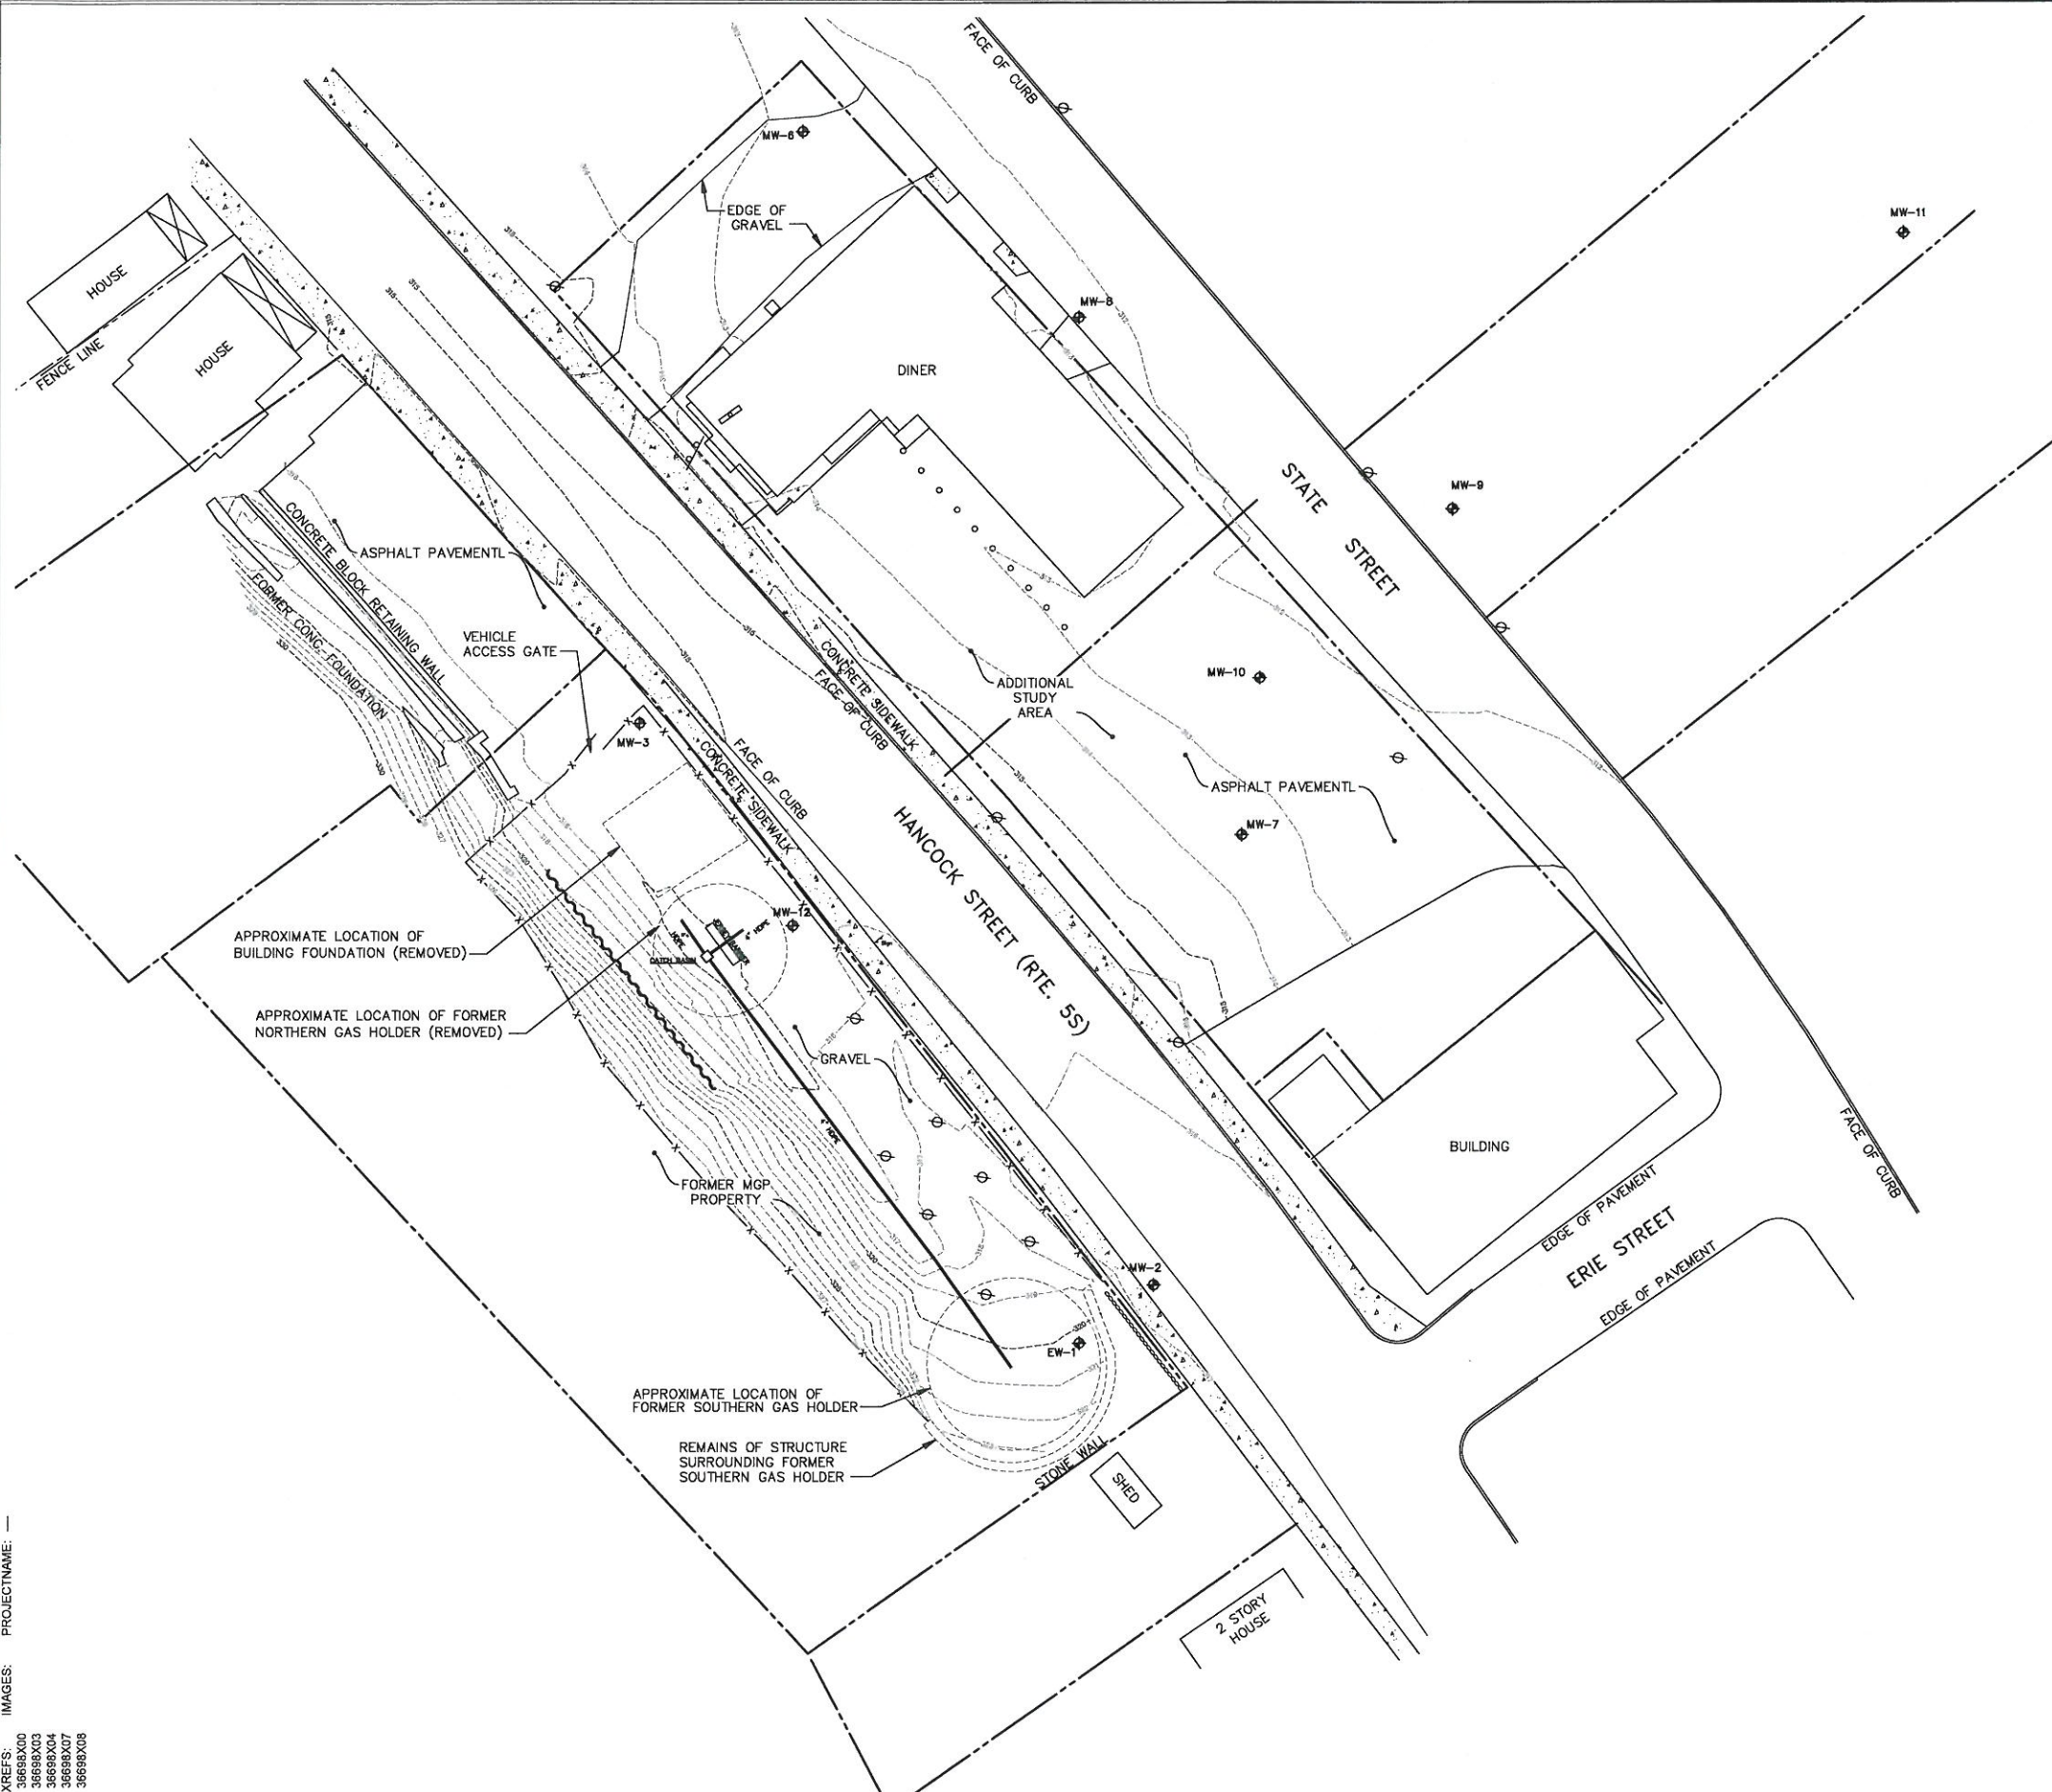 FACE OF CURB
MW-6
EDGE OF
GRAVEL
MW-11
MW-8
HOUSE
HOUSE
FENCE LINE
DINER
STATE
STREET
MW-9
CONCRETE BLOCK RETAINING WALL
ASPHALT PAVEMENTL
FORMER CONC. FOUNDATION
VEHICLE
ACCESS GATE
CONCRETE SIDEWALK
FACE OF CURB
ADDITIONAL
STUDY
AREA
MW-10
MW-3
FACE OF CURB
CONCRETE SIDEWALK
ASPHALT PAVEMENTL
MW-7
HANCOCK STREET (RTE. 5S)
MW-12
APPROXIMATE LOCATION OF
BUILDING FOUNDATION (REMOVED)
CATCH BASIN
APPROXIMATE LOCATION OF FORMER
NORTHERN GAS HOLDER (REMOVED)
GRAVEL
FORMER MGP
PROPERTY
BUILDING
FACE OF CURB
EDGE OF PAVEMENT
ERIE STREET
EDGE OF PAVEMENT
MW-2
EW-1
APPROXIMATE LOCATION OF
FORMER SOUTHERN GAS HOLDER
REMAINS OF STRUCTURE
SURROUNDING FORMER
SOUTHERN GAS HOLDER
STONE WALL
SHED
2 STORY
HOUSE
XREFS: IMAGES: PROJECTNAME: —
36698X00
36698X03
36698X04
36698X07
36698X08